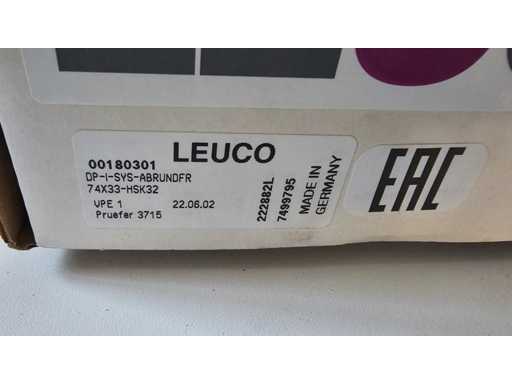 LEUCO
00180301
DP-I-SYS-ABRUNDFR
74X33-HSK32
VPE 1 22.06.02
Pruefer 3715
222882L
7499795
MADE IN
GERMANY
EAC